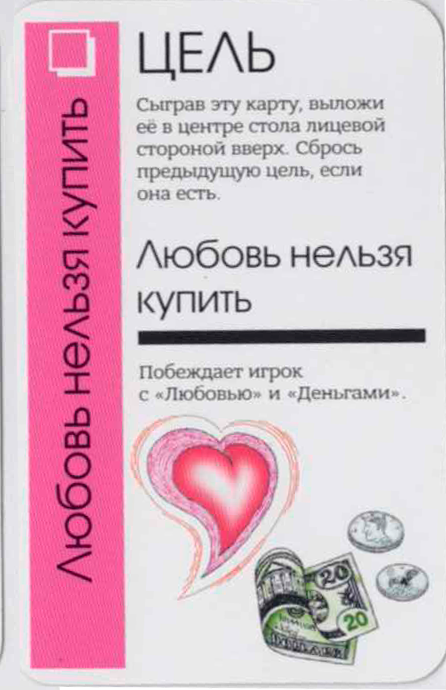 Любовь нельзя купить
ЦЕЛЬ
Сыграв эту карту, выложи
её в центре стола лицевой
стороной вверх. Сбрось
предыдущую цель, если
она есть.
Любовь нельзя
купить
Побеждает игрок
с «Любовью» и «Деньгами».
20
20